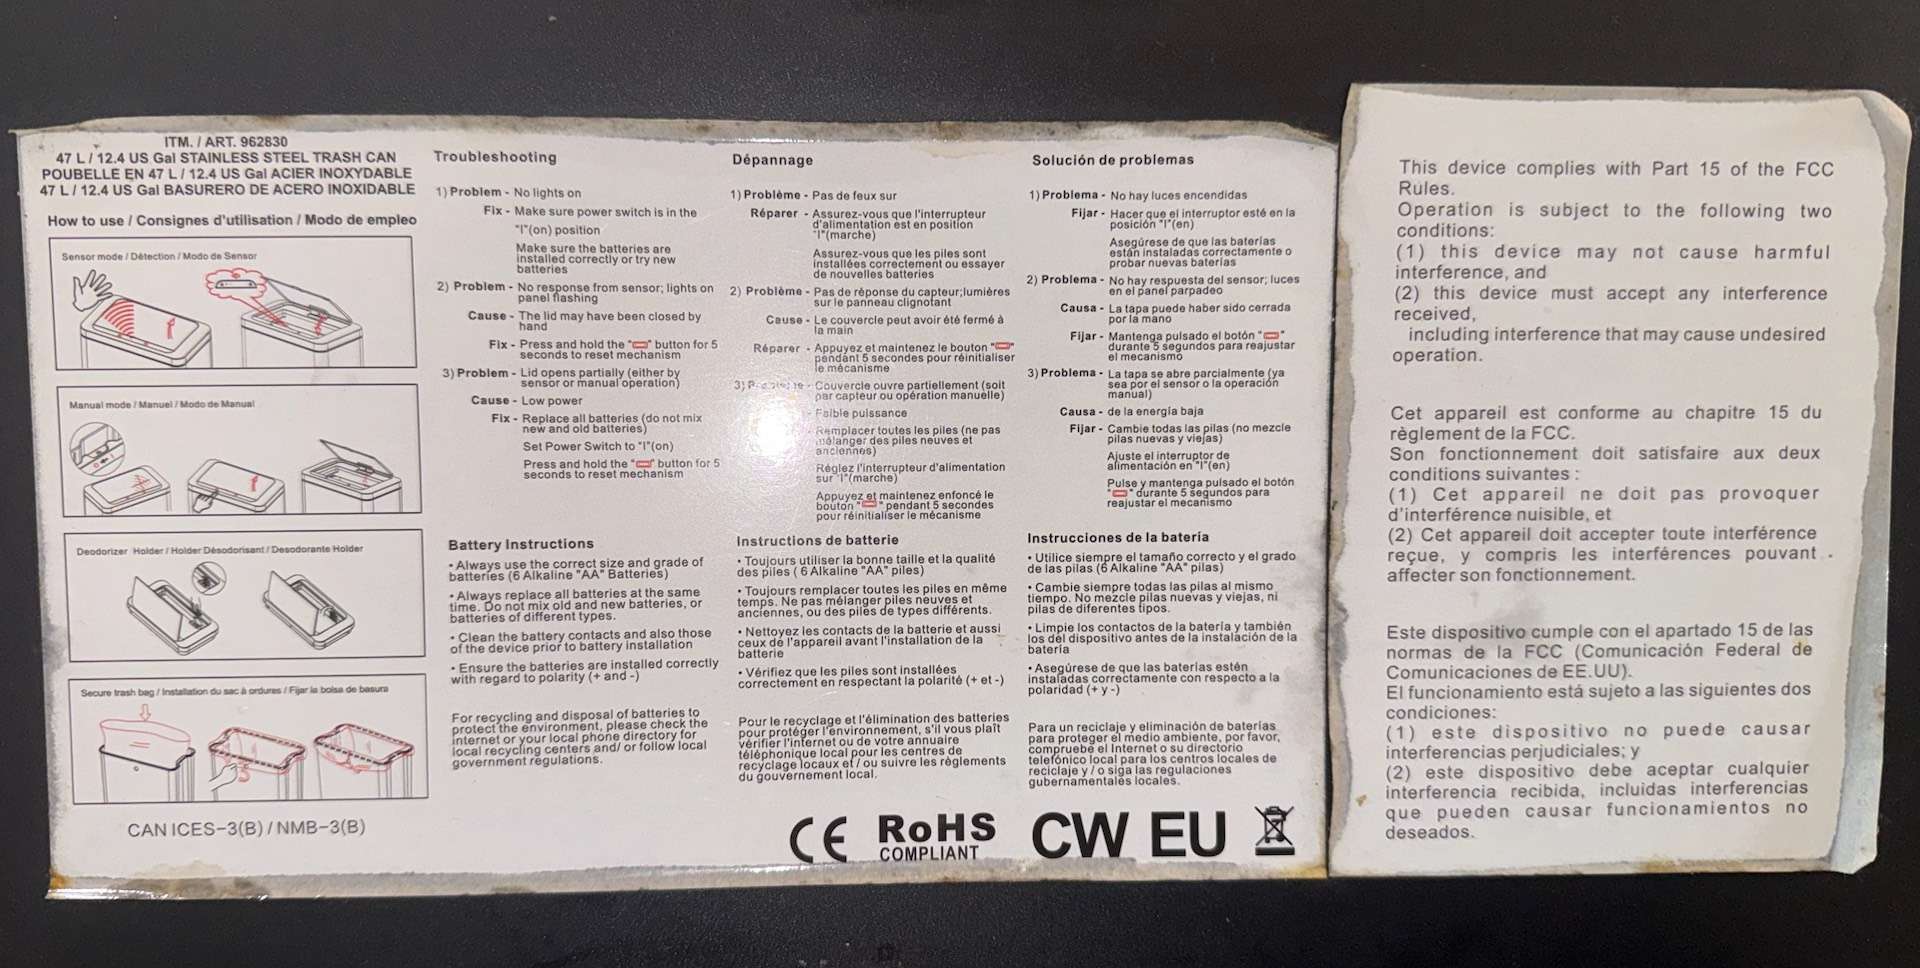 ITM. / ART. 962830
47 L / 12.4 US Gal STAINLESS STEEL TRASH CAN
POUBELLE EN 47 L / 12.4 US Gal ACIER INOXYDABLE
47 L / 12.4 US Gal BASURERO DE ACERO INOXIDABLE
How to use / Consignes d'utilisation / Modo de empleo
Sensor mode / Détection / Modo de Sensor
Manual mode / Manuel / Modo de Manual
Deodorizer Holder / Holder Désodorisant / Desodorante Holder
Secure trash bag / Installation du sac à ordures / Fijar la bolsa de basura
CAN ICES-3(B) / NMB-3(B)
Troubleshooting
1) Problem - No lights on
Fix - Make sure power switch is in the
"I"(on) position
Make sure the batteries are
installed correctly or try new
batteries
2) Problem - No response from sensor; lights on
panel flashing
Cause - The lid may have been closed by
hand
Fix - Press and hold the " " button for 5
seconds to reset mechanism
3) Problem - Lid opens partially (either by
sensor or manual operation)
Cause - Low power
Fix - Replace all batteries (do not mix
new and old batteries)
Set Power Switch to "I"(on)
Press and hold the " " button for 5
seconds to reset mechanism
Battery Instructions
• Always use the correct size and grade of
batteries (6 Alkaline "AA" Batteries)
• Always replace all batteries at the same
time. Do not mix old and new batteries, or
batteries of different types.
• Clean the battery contacts and also those
of the device prior to battery installation
• Ensure the batteries are installed correctly
with regard to polarity (+ and -)
For recycling and disposal of batteries to
protect the environment, please check the
internet or your local phone directory for
local recycling centers and/ or follow local
government regulations.
Dépannage
1) Problème - Pas de feux sur
Réparer - Assurez-vous que l'interrupteur
d'alimentation est en position
"I"(marche)
Assurez-vous que les piles sont
installées correctement ou essayer
de nouvelles batteries
2) Problème - Pas de réponse du capteur;lumières
sur le panneau clignotant
Cause - Le couvercle peut avoir été fermé à
la main
Réparer - Appuyez et maintenez le bouton " "
pendant 5 secondes pour réinitialiser
le mécanisme
3) Problème - Couvercle ouvre partiellement (soit
par capteur ou opération manuelle)
- Faible puissance
- Remplacer toutes les piles (ne pas
mélanger des piles neuves et
anciennes)
Réglez l'interrupteur d'alimentation
sur "I"(marche)
Appuyez et maintenez enfoncé le
bouton " " pendant 5 secondes
pour réinitialiser le mécanisme
Instructions de batterie
• Toujours utiliser la bonne taille et la qualité
des piles ( 6 Alkaline "AA" piles)
• Toujours remplacer toutes les piles en même
temps. Ne pas mélanger piles neuves et
anciennes, ou des piles de types différents.
• Nettoyez les contacts de la batterie et aussi
ceux de l'appareil avant l'installation de la
batterie
• Vérifiez que les piles sont installées
correctement en respectant la polarité (+ et -)
Pour le recyclage et l'élimination des batteries
pour protéger l'environnement, s'il vous plaît
vérifier l'internet ou de votre annuaire
téléphonique local pour les centres de
recyclage locaux et / ou suivre les règlements
du gouvernement local.
Solución de problemas
1) Problema - No hay luces encendidas
Fijar - Hacer que el interruptor esté en la
posición "I"(en)
Asegúrese de que las baterías
están instaladas correctamente o
probar nuevas baterías
2) Problema - No hay respuesta del sensor; luces
en el panel parpadeo
Causa - La tapa puede haber sido cerrada
por la mano
Fijar - Mantenga pulsado el botón " "
durante 5 segundos para reajustar
el mecanismo
3) Problema - La tapa se abre parcialmente (ya
sea por el sensor o la operación
manual)
Causa - de la energía baja
Fijar - Cambie todas las pilas (no mezcle
pilas nuevas y viejas)
Ajuste el interruptor de
alimentación en "I"(en)
Pulse y mantenga pulsado el botón
" " durante 5 segundos para
reajustar el mecanismo
Instrucciones de la batería
• Utilice siempre el tamaño correcto y el grado
de las pilas (6 Alkaline "AA" pilas)
• Cambie siempre todas las pilas al mismo
tiempo. No mezcle pilas nuevas y viejas, ni
pilas de diferentes tipos.
• Limpie los contactos de la batería y también
los del dispositivo antes de la instalación de la
batería
• Asegúrese de que las baterías estén
instaladas correctamente con respecto a la
polaridad (+ y -)
Para un reciclaje y eliminación de baterías
para proteger el medio ambiente, por favor,
compruebe el Internet o su directorio
telefónico local para los centros locales de
reciclaje y / o siga las regulaciones
gubernamentales locales.
CE RoHS COMPLIANT CW EU
This device complies with Part 15 of the FCC
Rules.
Operation is subject to the following two
conditions:
(1) this device may not cause harmful
interference, and
(2) this device must accept any interference
received,
including interference that may cause undesired
operation.
Cet appareil est conforme au chapitre 15 du
règlement de la FCC.
Son fonctionnement doit satisfaire aux deux
conditions suivantes :
(1) Cet appareil ne doit pas provoquer
d'interférence nuisible, et
(2) Cet appareil doit accepter toute interférence
reçue, y compris les interférences pouvant
affecter son fonctionnement.
Este dispositivo cumple con el apartado 15 de las
normas de la FCC (Comunicación Federal de
Comunicaciones de EE.UU).
El funcionamiento está sujeto a las siguientes dos
condiciones:
(1) este dispositivo no puede causar
interferencias perjudiciales; y
(2) este dispositivo debe aceptar cualquier
interferencia recibida, incluidas interferencias
que pueden causar funcionamientos no
deseados.